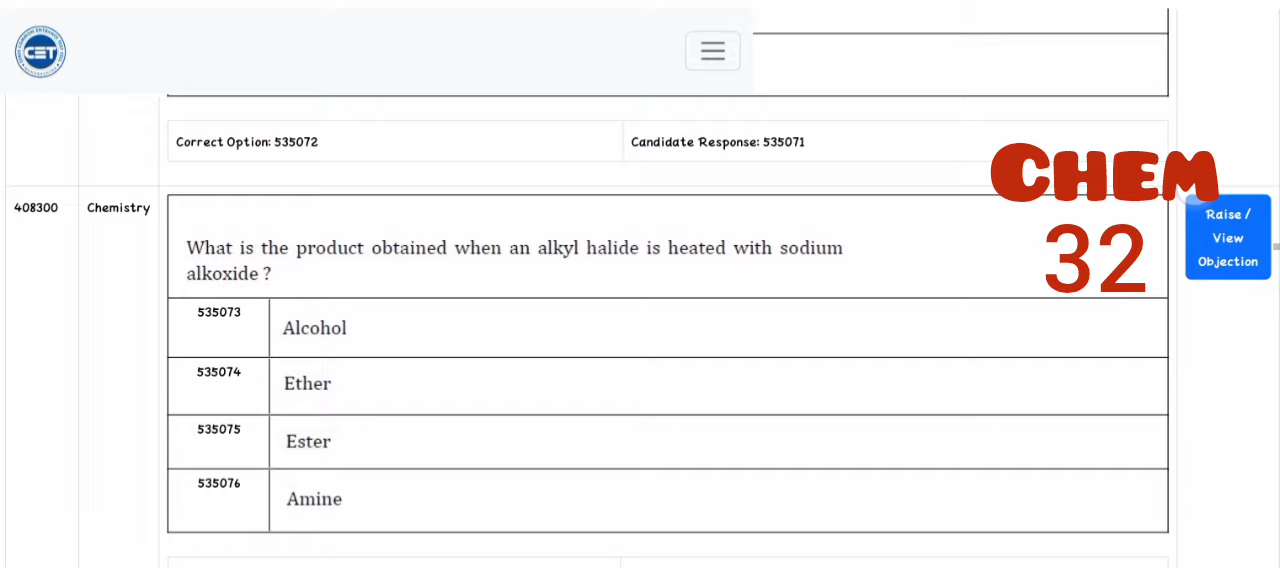 CET
Correct Option: 535072
Candidate Response: 535071
CHEM
32
408300
Chemistry
What is the product obtained when an alkyl halide is heated with sodium
alkoxide ?
Raise /
View
Objection
535073
Alcohol
535074
Ether
535075
Ester
535076
Amine